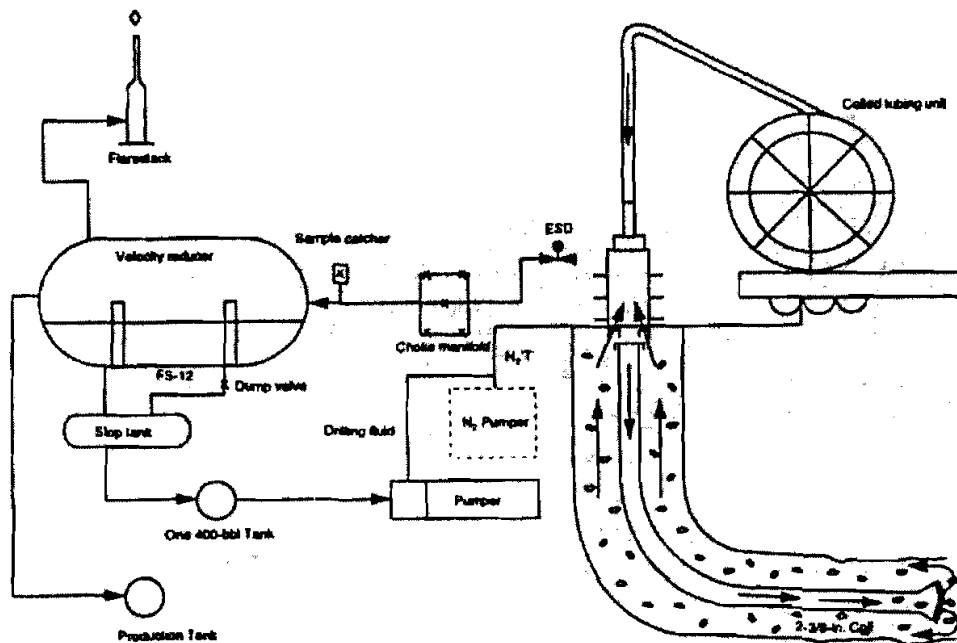 Coiled tubing unit
Flarestack
ESD
Sample catcher
Velocity reducer
Choke manifold
N₂ 'T'
FS-12
Dump valve
N₂ Pumper
Slop tank
Drilling fluid
Pumper
One 400-bbl Tank
2-3/8-in. Coil
Production Tank